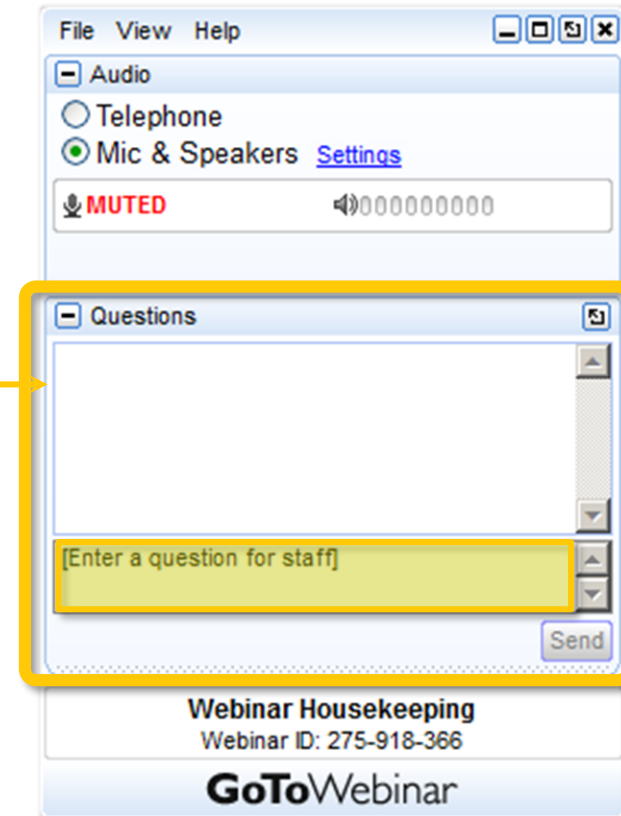 File View Help
Audio
Telephone
Mic & Speakers Settings
MUTED 000000000
Questions
[Enter a question for staff]
Send
Webinar Housekeeping
Webinar ID: 275-918-366
GoToWebinar